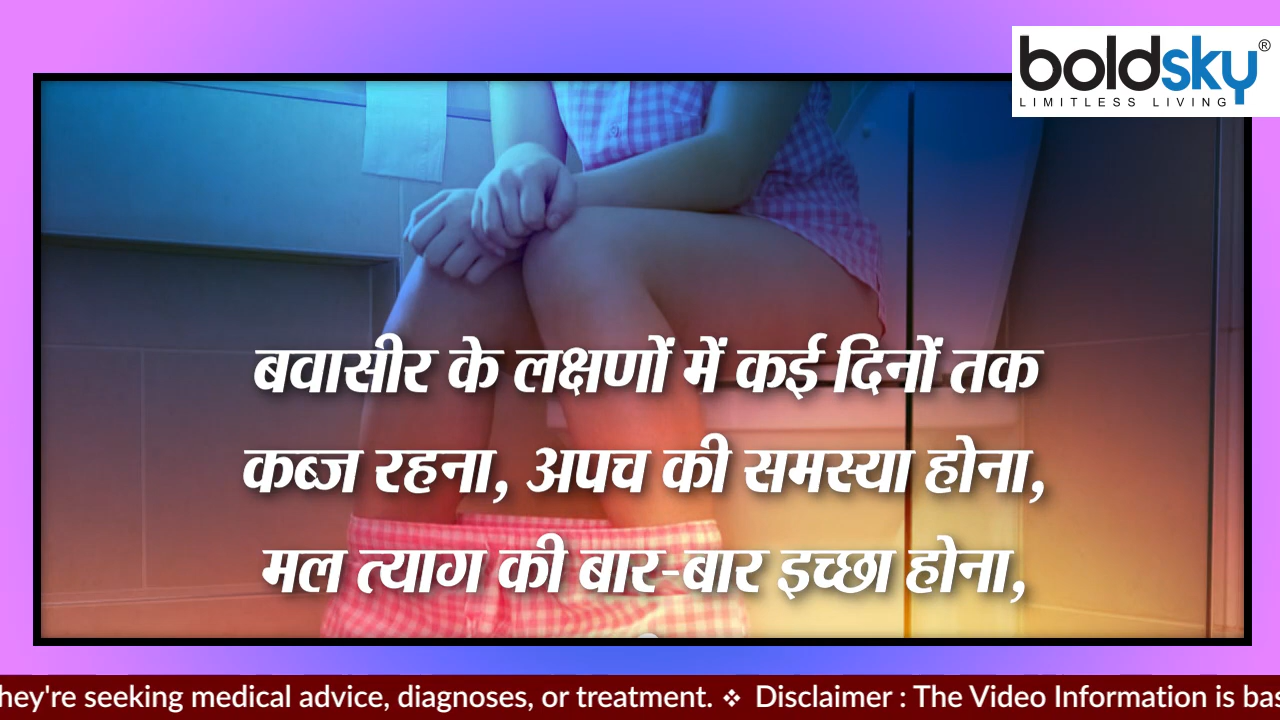 boldsky®
LIMITLESS LIVING
बवासीर के लक्षणों में कई दिनों तक
कब्ज रहना, अपच की समस्या होना,
मल त्याग की बार-बार इच्छा होना,
hey're seeking medical advice, diagnoses, or treatment. ❖ Disclaimer : The Video Information is bas